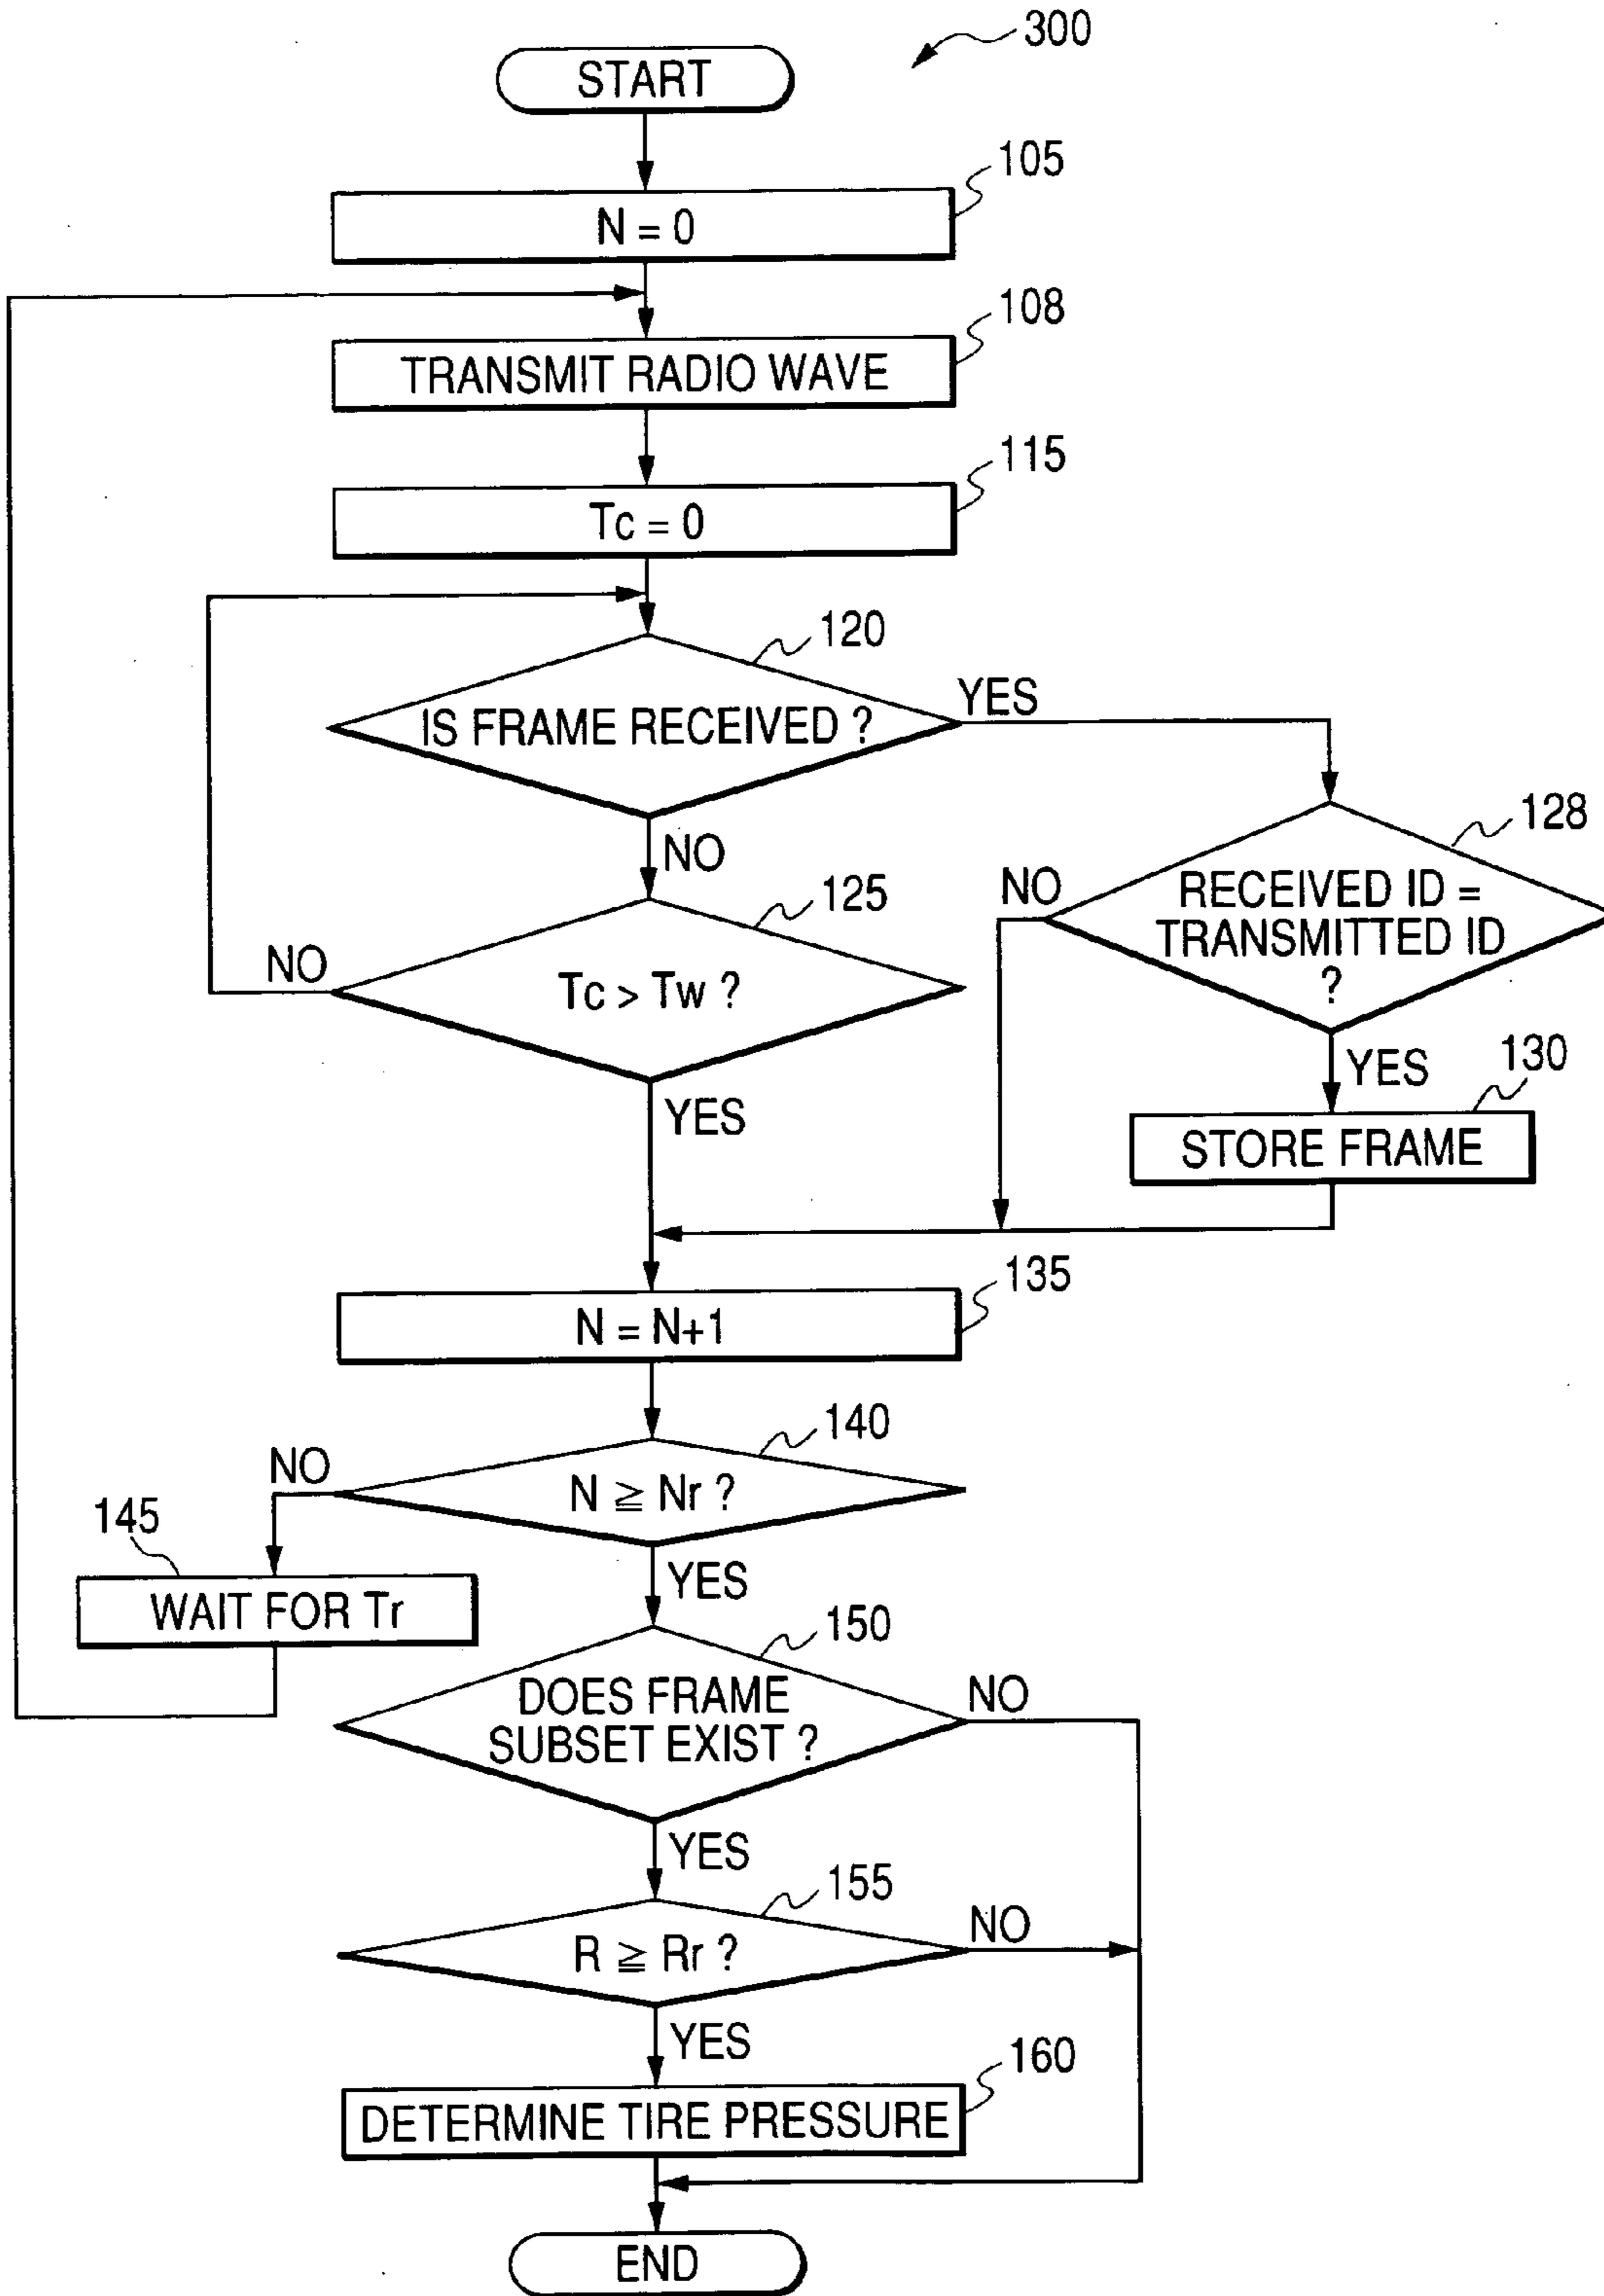 300
START
105
N = 0
108
TRANSMIT RADIO WAVE
115
Tc = 0
120
IS FRAME RECEIVED ?
YES
NO
128
RECEIVED ID =
TRANSMITTED ID
?
NO
YES
125
Tc > Tw ?
NO
YES
130
STORE FRAME
135
N = N+1
140
N ≧ Nr ?
NO
YES
145
WAIT FOR Tr
150
DOES FRAME
SUBSET EXIST ?
NO
YES
155
R ≧ Rr ?
NO
YES
160
DETERMINE TIRE PRESSURE
END